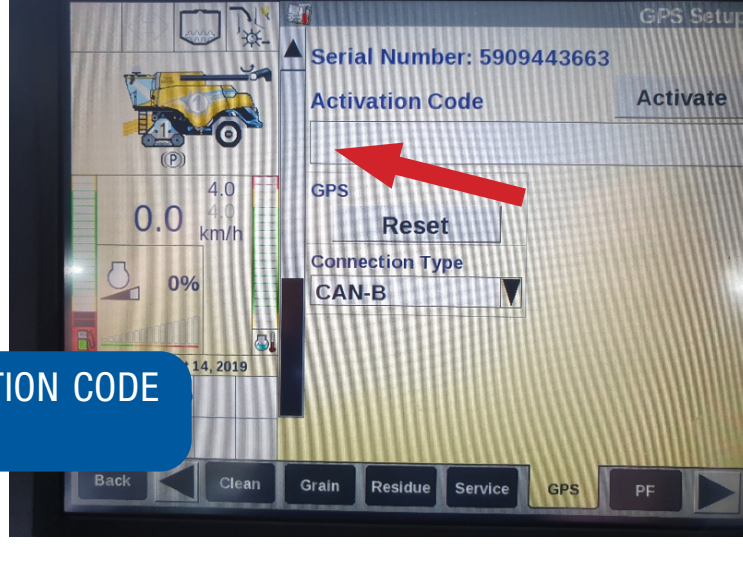 GPS Setup
Serial Number: 5909443663
Activation Code
Activate
1
1
(P)
GPS
Reset
4.0
4.0
0.0
km/h
Connection Type
CAN-B
0%
14, 2019
TION CODE
Back
Clean
Grain
Residue
Service
GPS
PF